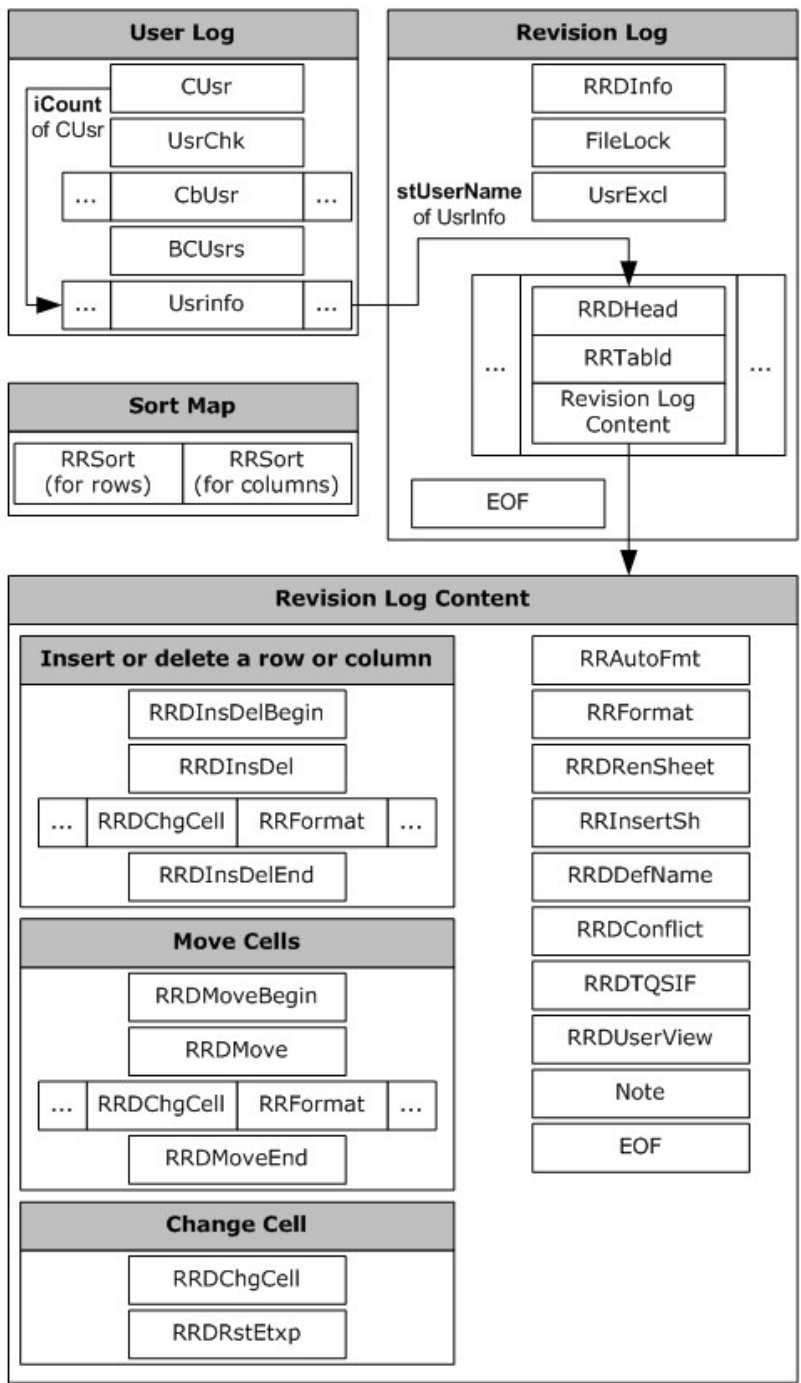 User Log
CUsr
iCount
of CUsr
UsrChk
... CbUsr ...
BCUsrs
... Usrinfo ...
Revision Log
RRDInfo
FileLock
UsrExcl
stUserName
of UsrInfo
RRDHead
... RRTabId ...
Revision Log
Content
EOF
Sort Map
RRSort
(for rows)
RRSort
(for columns)
Revision Log Content
Insert or delete a row or column
RRDInsDelBegin
RRDInsDel
... RRDChgCell RRFormat ...
RRDInsDelEnd
Move Cells
RRDMoveBegin
RRDMove
... RRDChgCell RRFormat ...
RRDMoveEnd
Change Cell
RRDChgCell
RRDRstEtxp
RRAutoFmt
RRFormat
RRDRenSheet
RRInsertSh
RRDDefName
RRDConflict
RRDTQSIF
RRDUserView
Note
EOF